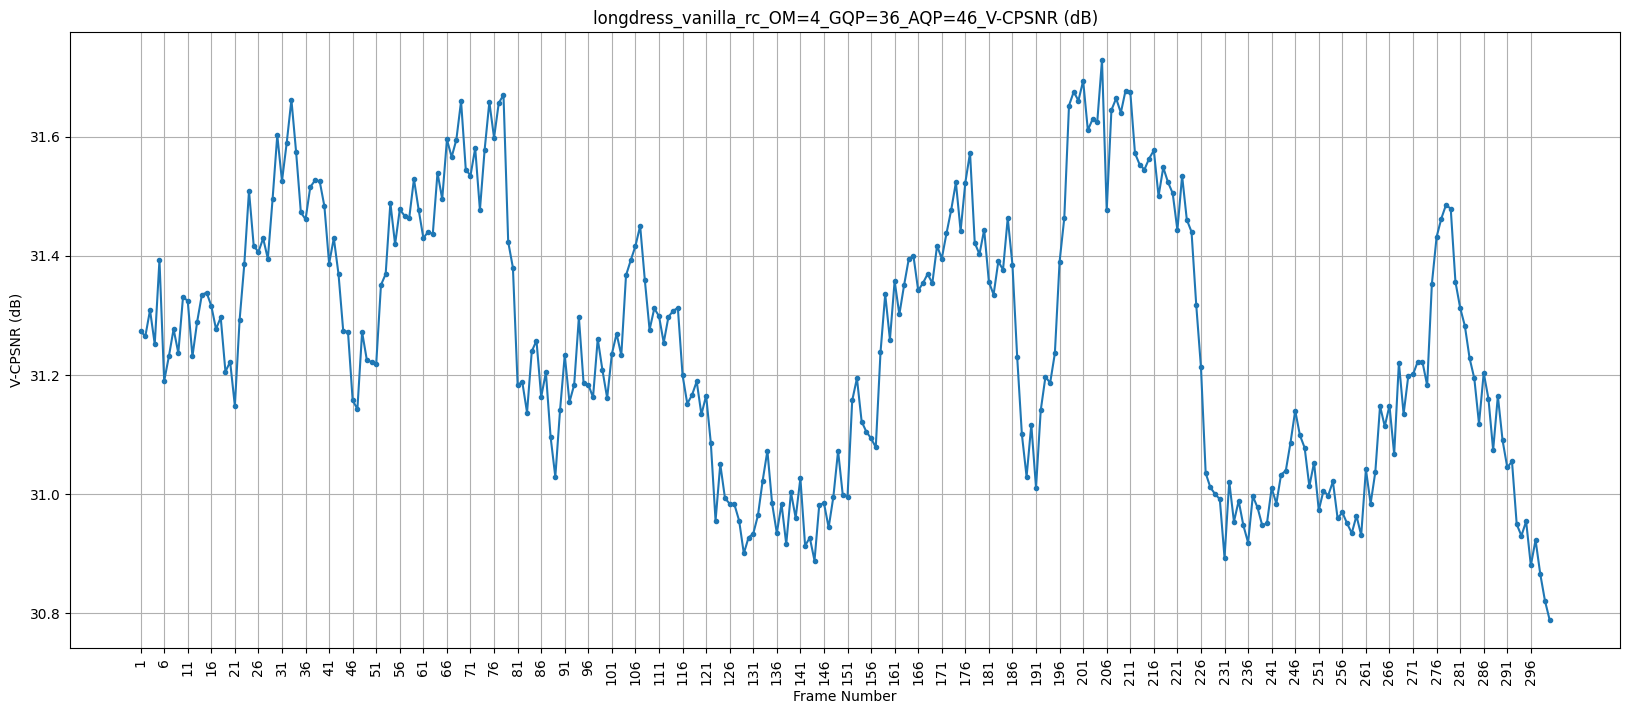 longdress_vanilla_rc_OM=4_GQP=36_AQP=46_V-CPSNR (dB)
V-CPSNR (dB)
31.6
31.4
31.2
31.0
30.8
1 6 11 16 21 26 31 36 41 46 51 56 61 66 71 76 81 86 91 96 101 106 111 116 121 126 131 136 141 146 151 156 161 166 171 176 181 186 191 196 201 206 211 216 221 226 231 236 241 246 251 256 261 266 271 276 281 286 291 296
Frame Number